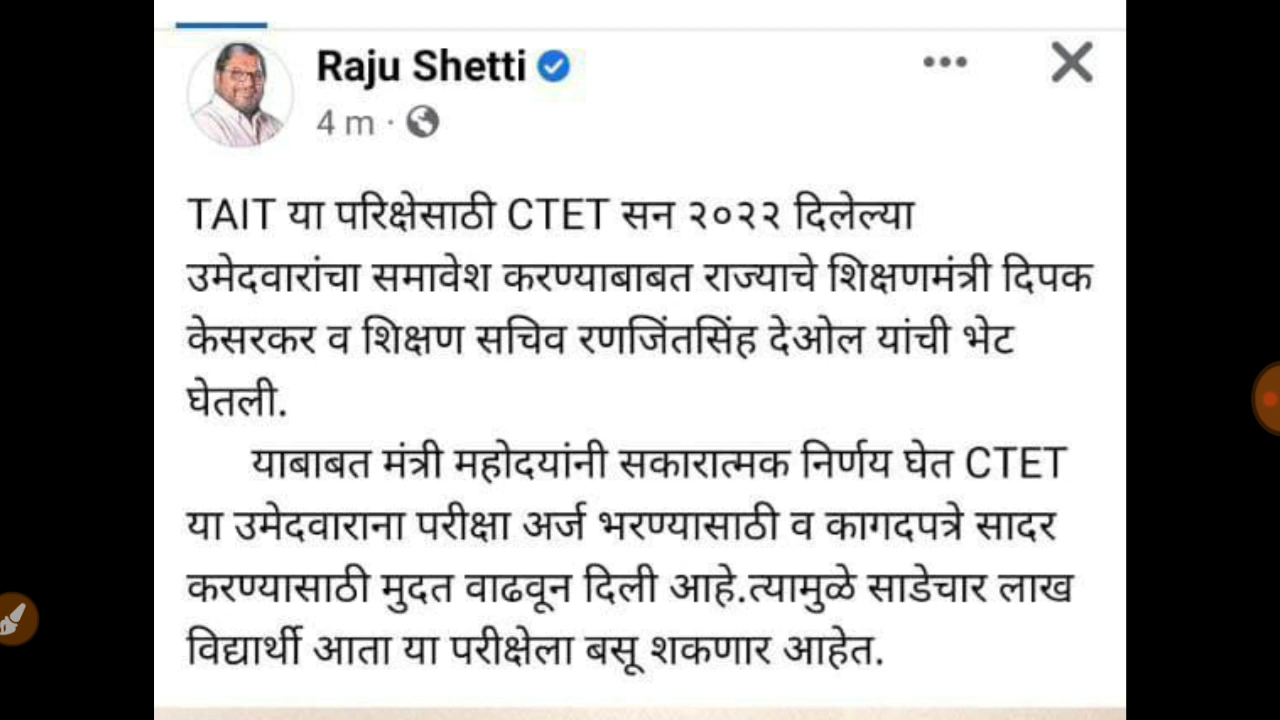 Raju Shetti
4 m ·
TAIT या परिक्षेसाठी CTET सन २०२२ दिलेल्या
उमेदवारांचा समावेश करण्याबाबत राज्याचे शिक्षणमंत्री दिपक
केसरकर व शिक्षण सचिव रणजिंतसिंह देओल यांची भेट
घेतली.
याबाबत मंत्री महोदयांनी सकारात्मक निर्णय घेत CTET
या उमेदवाराना परीक्षा अर्ज भरण्यासाठी व कागदपत्रे सादर
करण्यासाठी मुदत वाढवून दिली आहे.त्यामुळे साडेचार लाख
विद्यार्थी आता या परीक्षेला बसू शकणार आहेत.